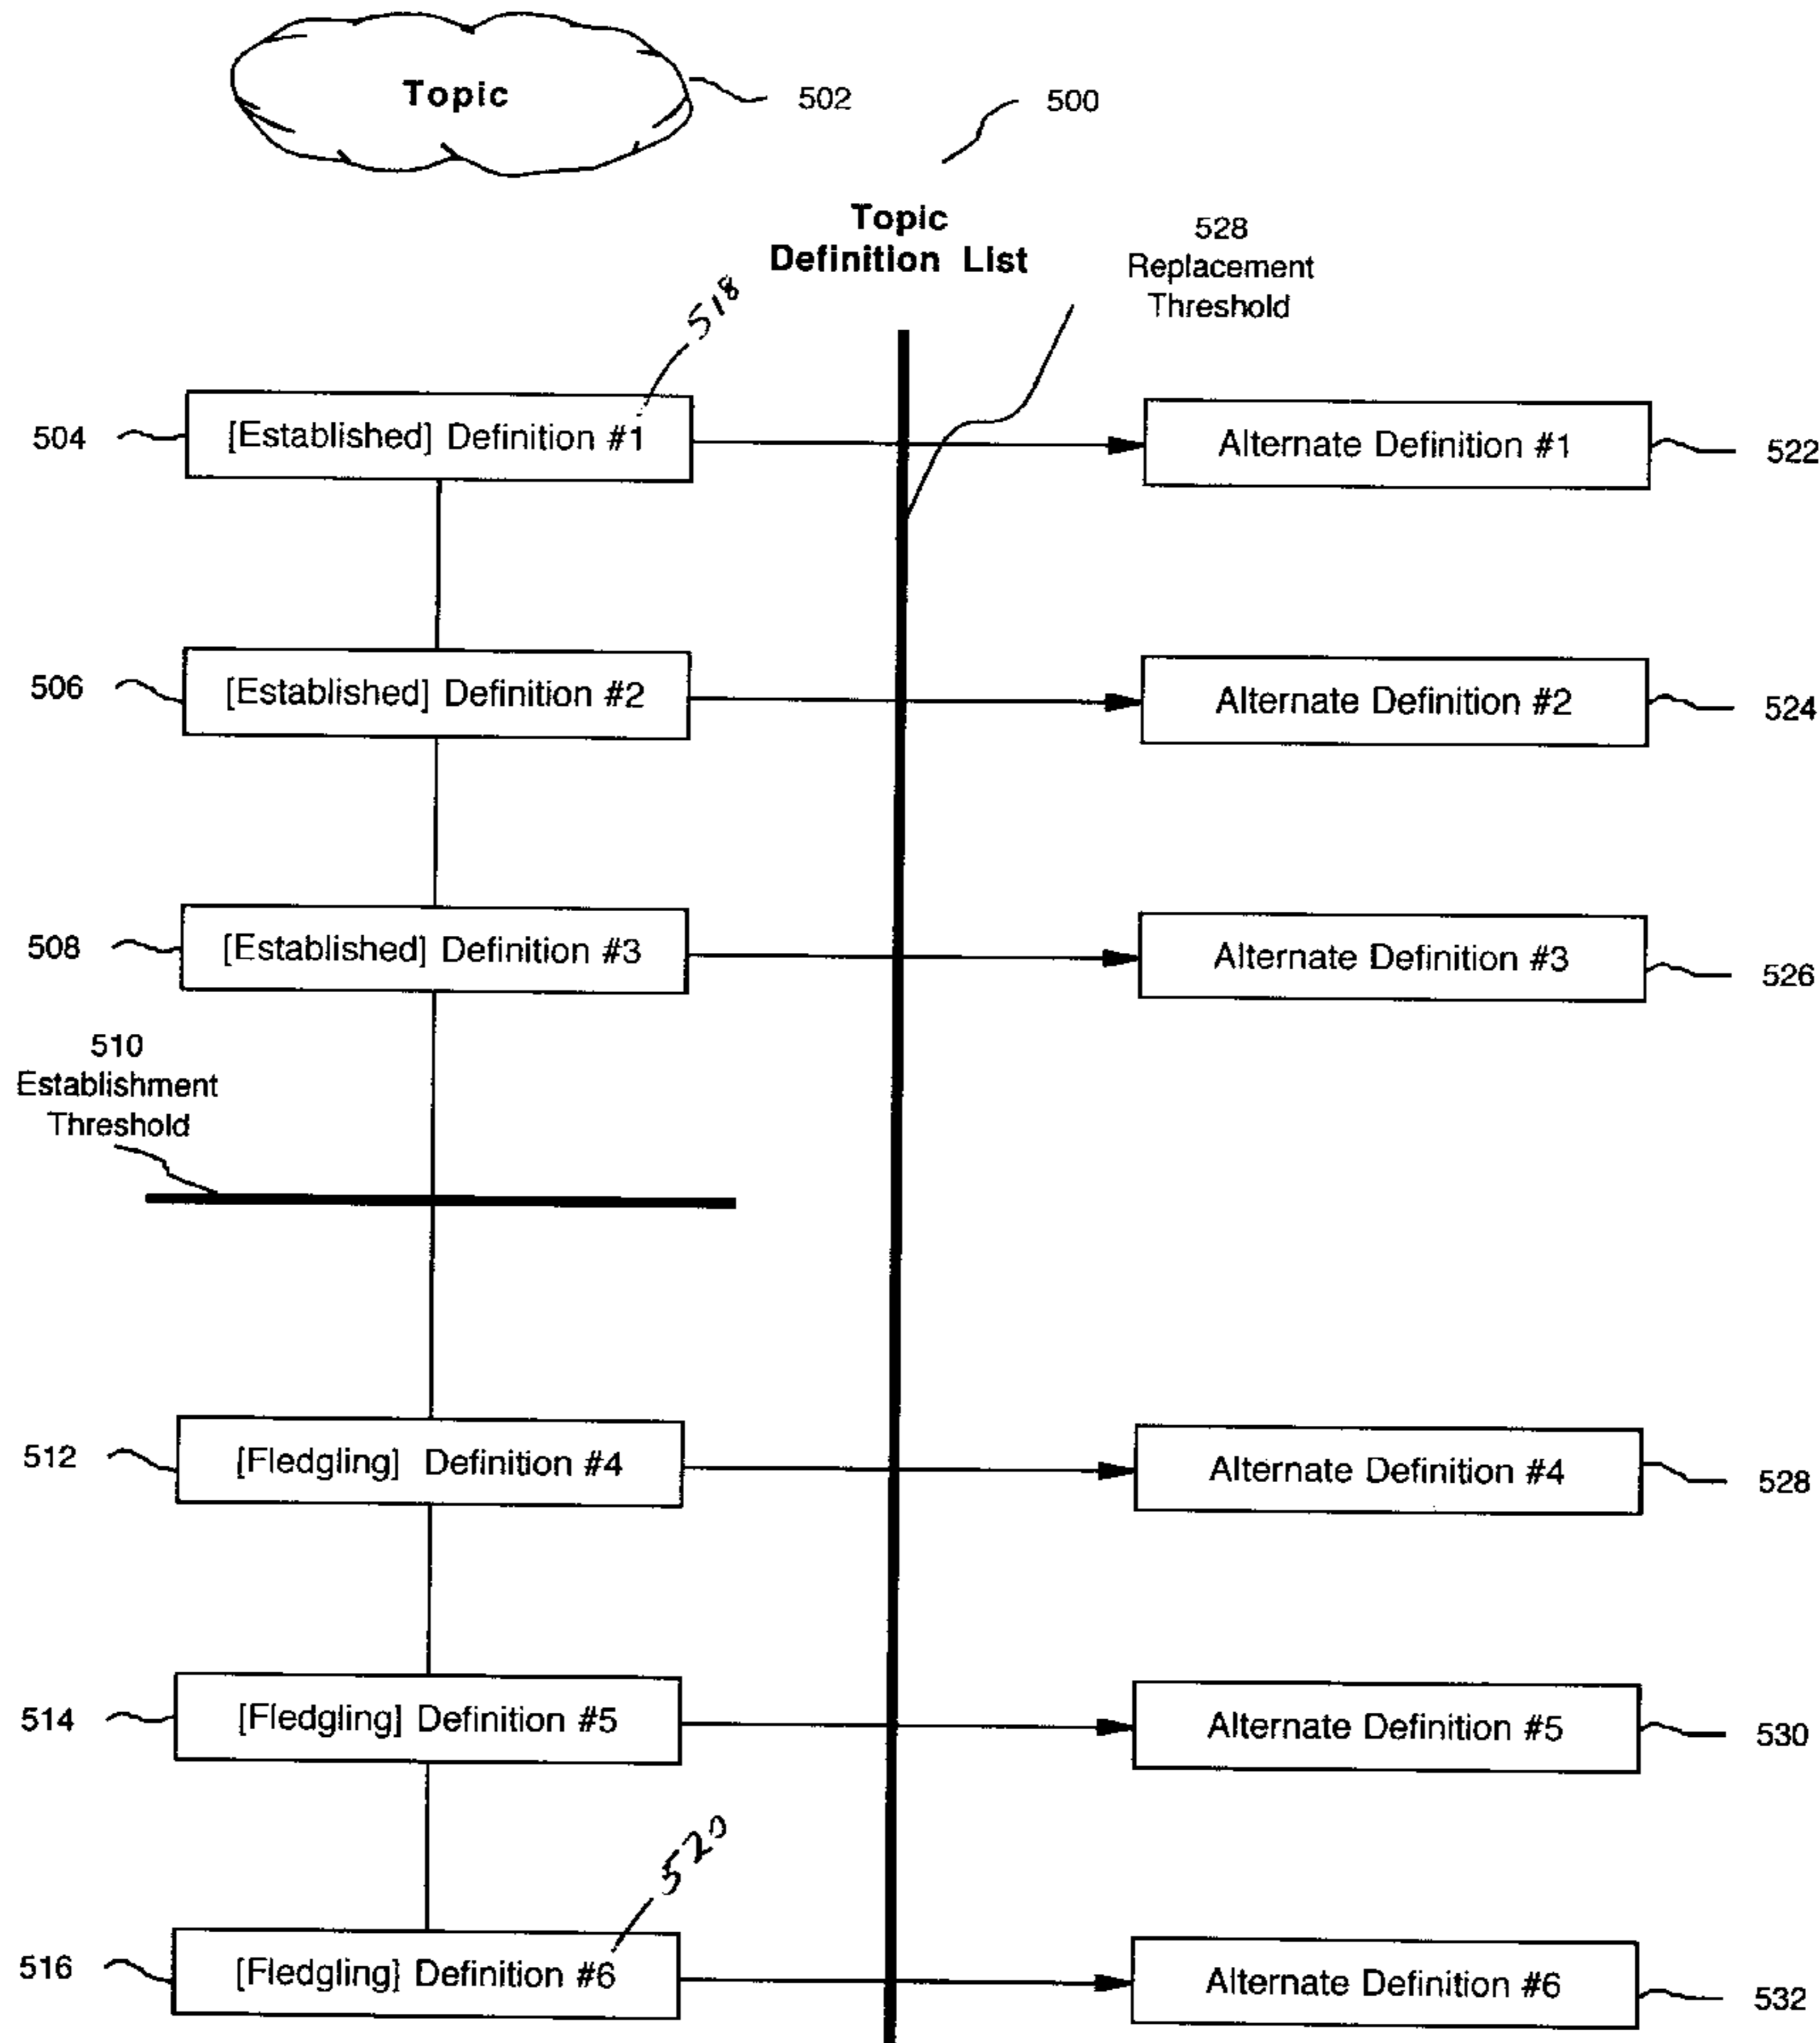 Topic
502
500
Topic
Definition List
528
Replacement
Threshold
518
504
[Established] Definition #1
Alternate Definition #1
522
506
[Established] Definition #2
Alternate Definition #2
524
508
[Established] Definition #3
Alternate Definition #3
526
510
Establishment
Threshold
512
[Fledgling] Definition #4
Alternate Definition #4
528
514
[Fledgling] Definition #5
Alternate Definition #5
530
520
516
[Fledgling] Definition #6
Alternate Definition #6
532